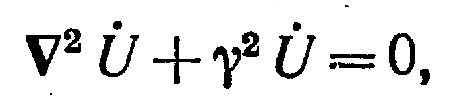 ∇² U̇ + γ² U̇ = 0,